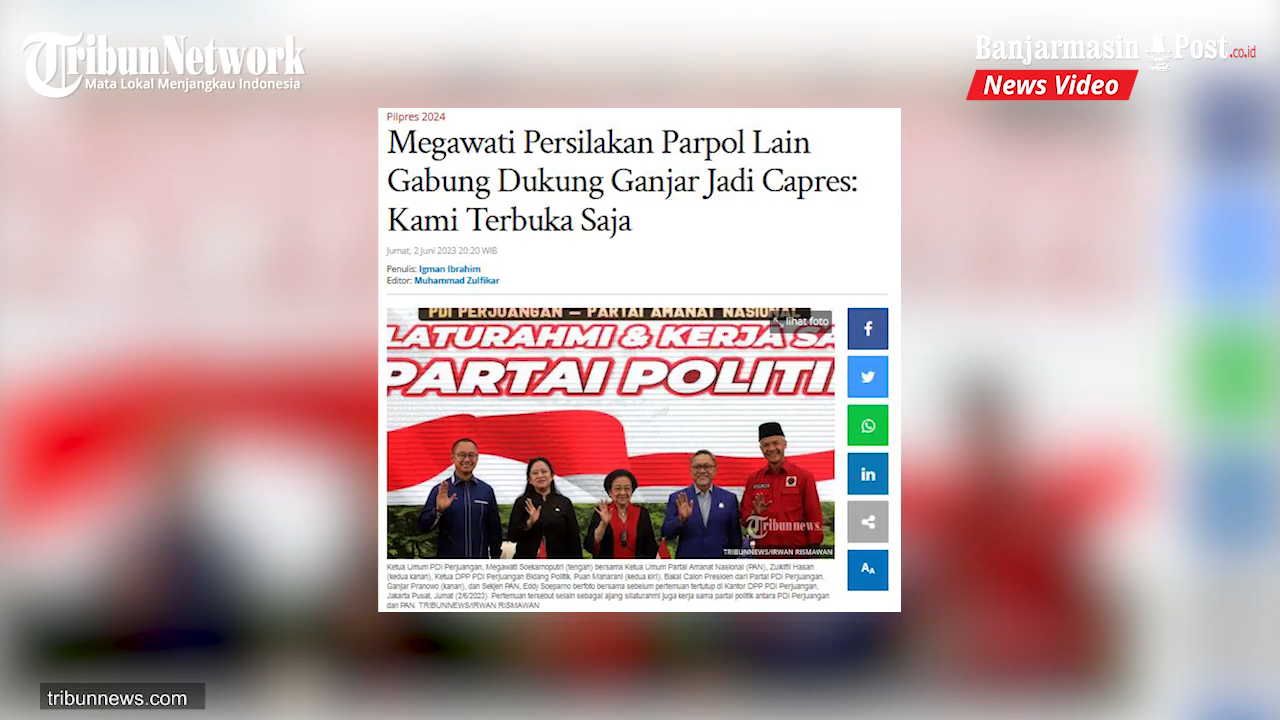 TribunNetwork
Mata Lokal Menjangkau Indonesia
Banjarmasin Post.co.id
News Video
Pilpres 2024
Megawati Persilakan Parpol Lain
Gabung Dukung Ganjar Jadi Capres:
Kami Terbuka Saja
Jumat, 2 Juni 2023 20:20 WIB
Penulis: Igman Ibrahim
Editor: Muhammad Zulfikar
PDI PERJUANGAN – PARTAI AMANAT NASIONAL
lihat foto
LATURAHMI & KERJA SA
PARTAI POLITI
Tribunnews
TRIBUNNEWS/IRWAN RISMAWAN
Ketua Umum PDI Perjuangan, Megawati Soekarnoputri (tengah) bersama Ketua Umum Partai Amanat Nasional (PAN), Zulkifli Hasan
(kedua kanan), Ketua DPP PDI Perjuangan Bidang Politik, Puan Maharani (kedua kiri), Bakal Calon Presiden dari Partai PDI Perjuangan,
Ganjar Pranowo (kanan), dan Sekjen PAN, Eddy Soeparno berfoto bersama sebelum pertemuan tertutup di Kantor DPP PDI Perjuangan,
Jakarta Pusat, Jumat (2/6/2023). Pertemuan tersebut selain sebagai ajang silaturahmi juga kerja sama partai politik antara PDI Perjuangan
dan PAN. TRIBUNNEWS/IRWAN RISMAWAN
tribunnews.com